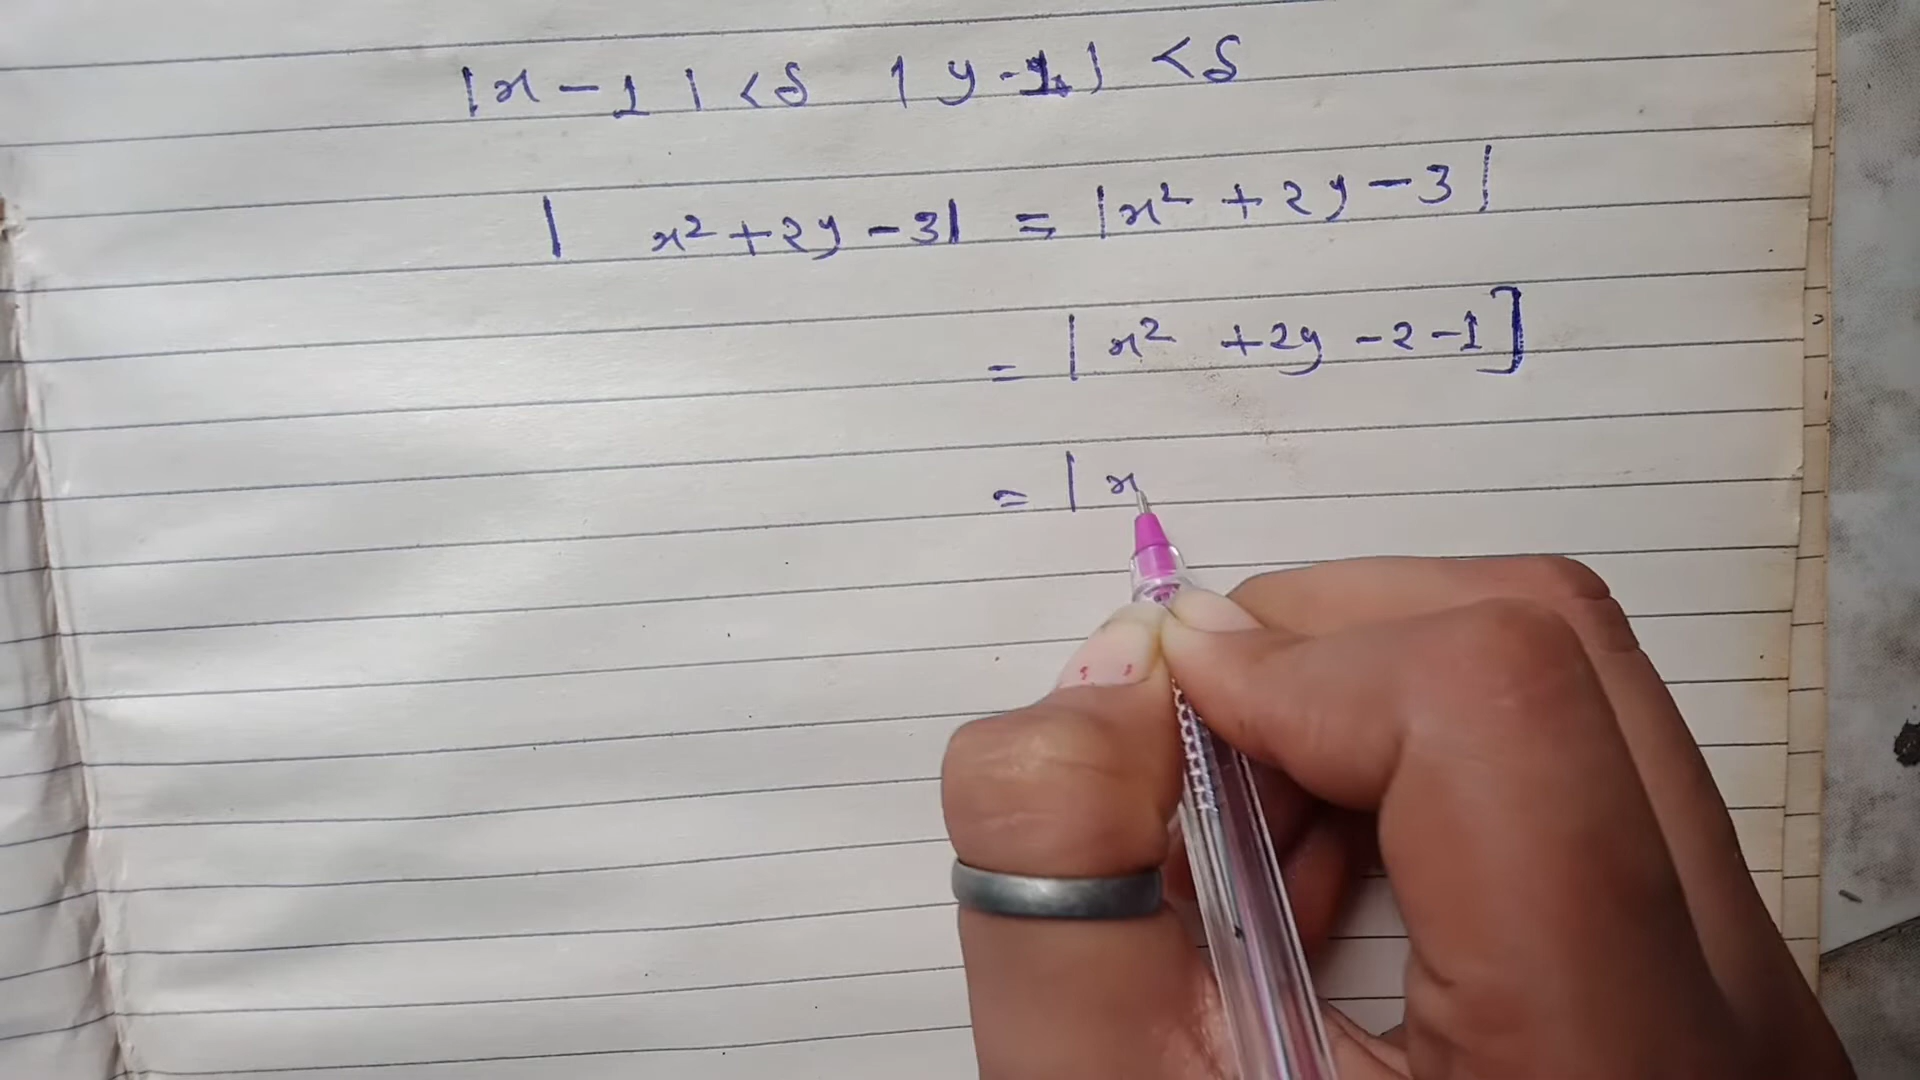 |x - 1| < δ |y - 1| < δ
| x² + 2y - 3| = |x² + 2y - 3|
= | x² + 2y - 2 - 1]
= | x